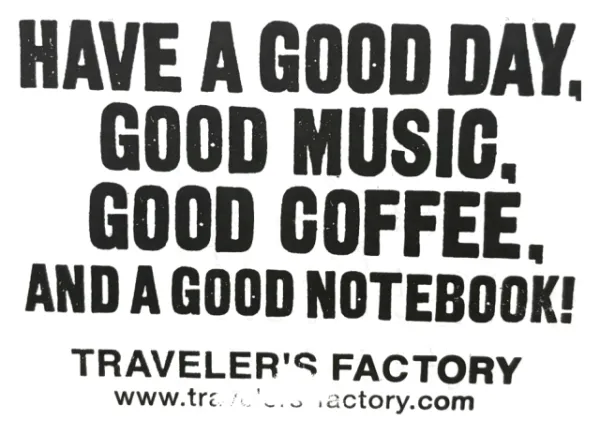 HAVE A GOOD DAY,
GOOD MUSIC,
GOOD COFFEE,
AND A GOOD NOTEBOOK!
TRAVELER'S FACTORY